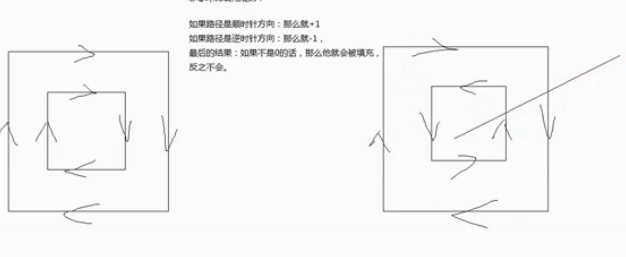 如果路径是顺时针方向：那么就+1
如果路径是逆时针方向：那么就-1，
最后的结果：如果不是0的话，那么他就会被填充，
反之不会。